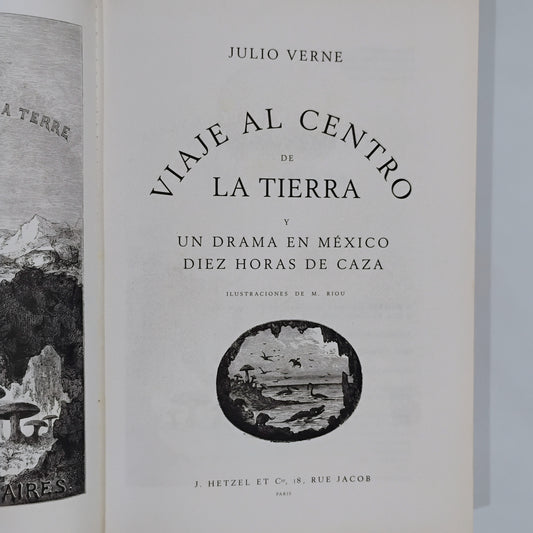 A TERRE
AIRES.
JULIO VERNE
VIAJE AL CENTRO
DE
LA TIERRA
Y
UN DRAMA EN MÉXICO
DIEZ HORAS DE CAZA
ILUSTRACIONES DE M. RIOU
J. HETZEL ET Cie, 18, RUE JACOB
PARIS